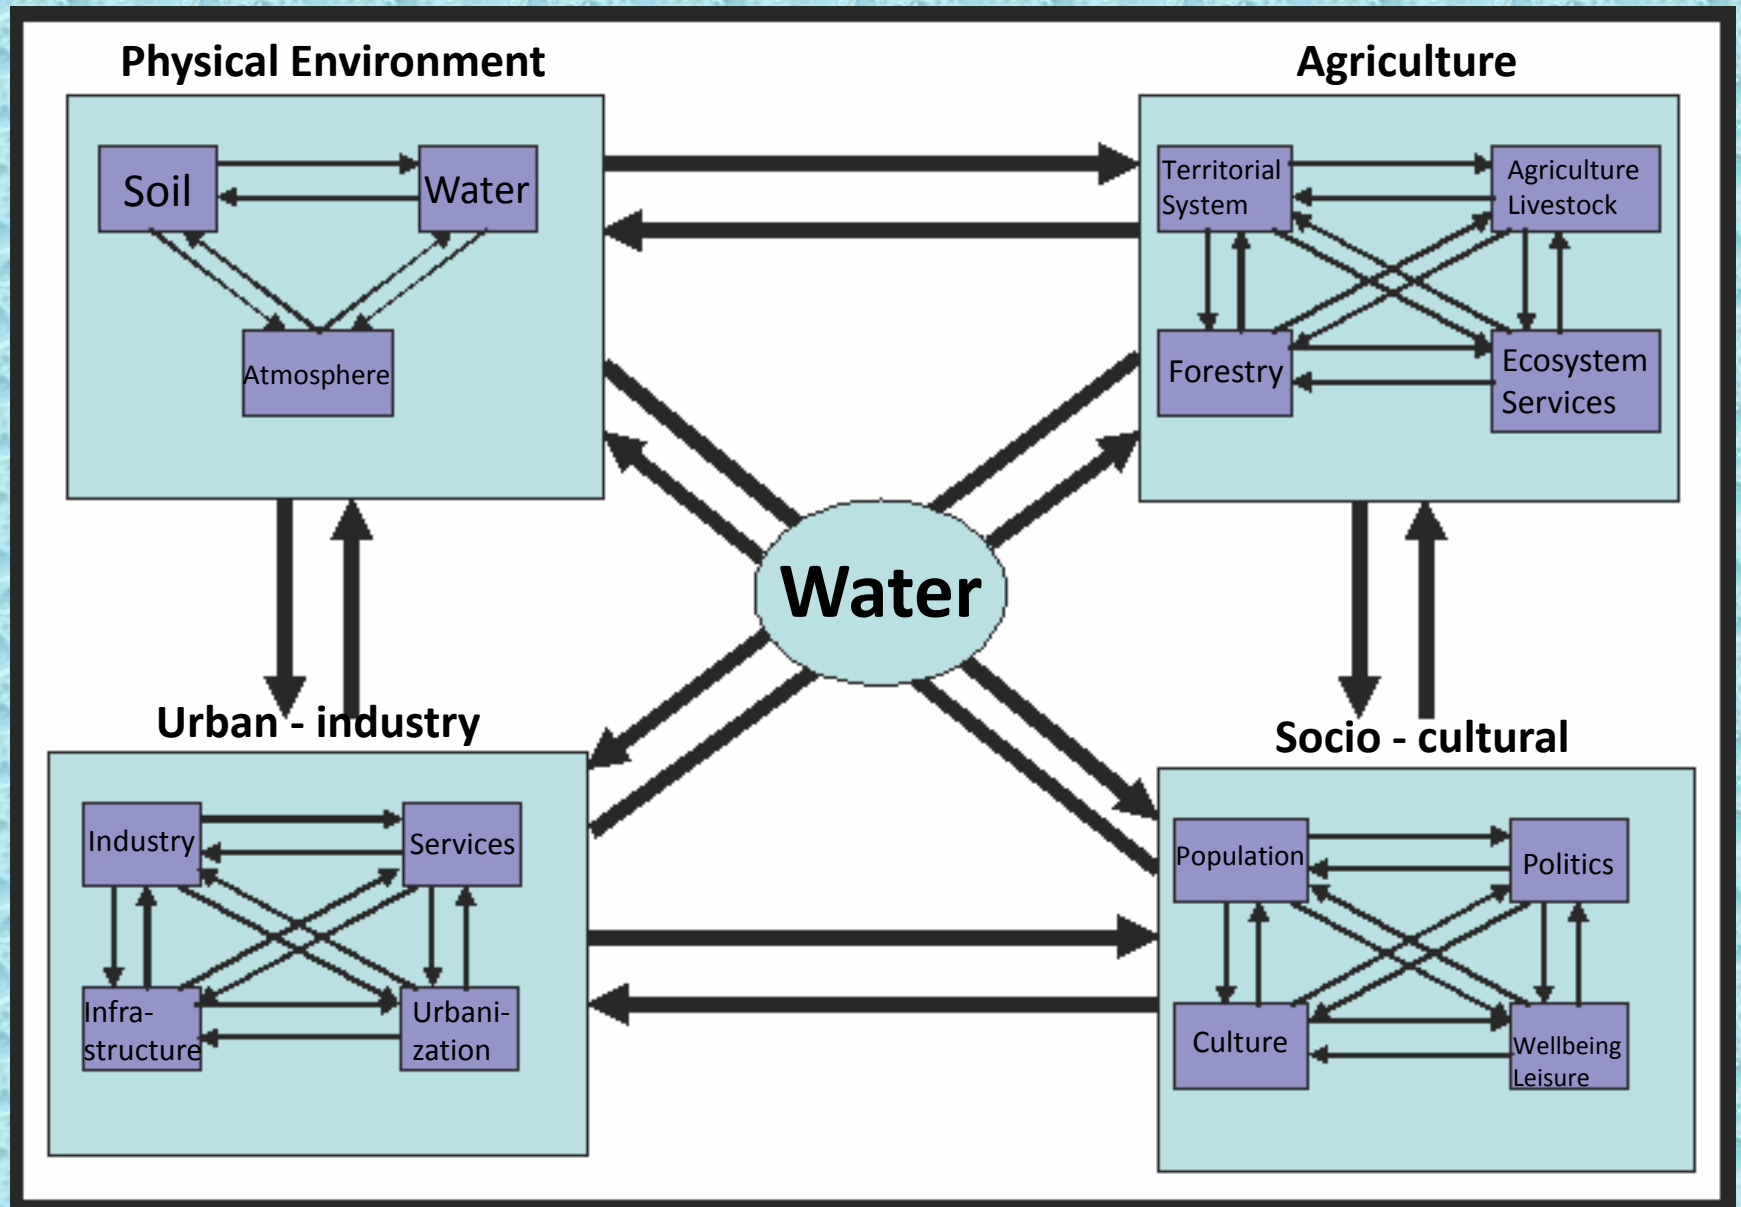 Physical Environment
Soil
Water
Atmosphere
Agriculture
Territorial
System
Agriculture
Livestock
Forestry
Ecosystem
Services
Water
Urban - industry
Industry
Services
Infra-
structure
Urbani-
zation
Socio - cultural
Population
Politics
Culture
Wellbeing
Leisure